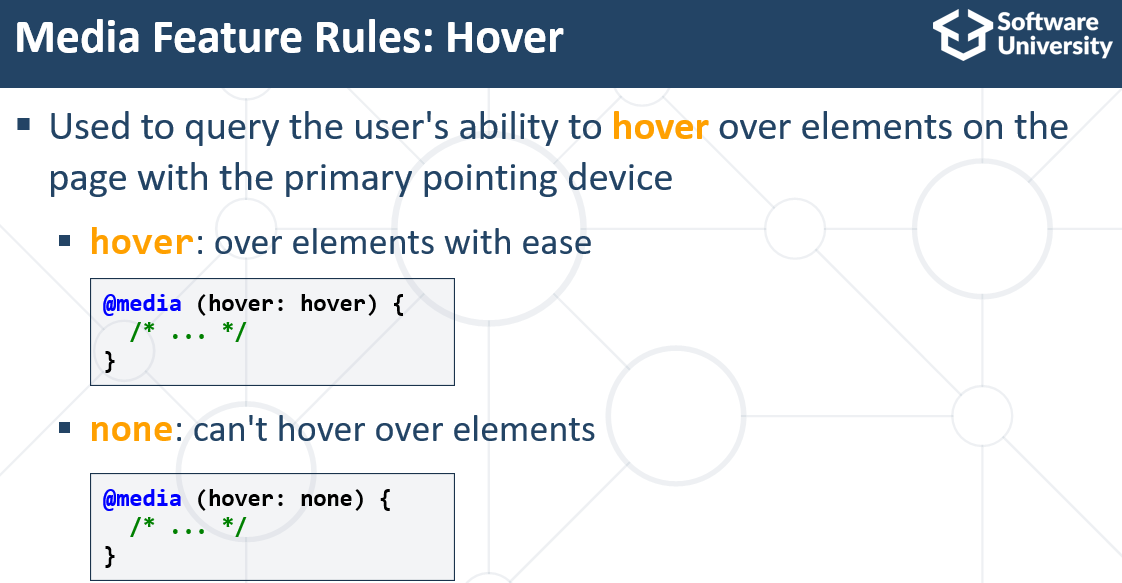 Media Feature Rules: Hover
Software
University
▪ Used to query the user's ability to hover over elements on the
page with the primary pointing device
▪ hover: over elements with ease
@media (hover: hover) {
/* ... */
}
▪ none: can't hover over elements
@media (hover: none) {
/* ... */
}